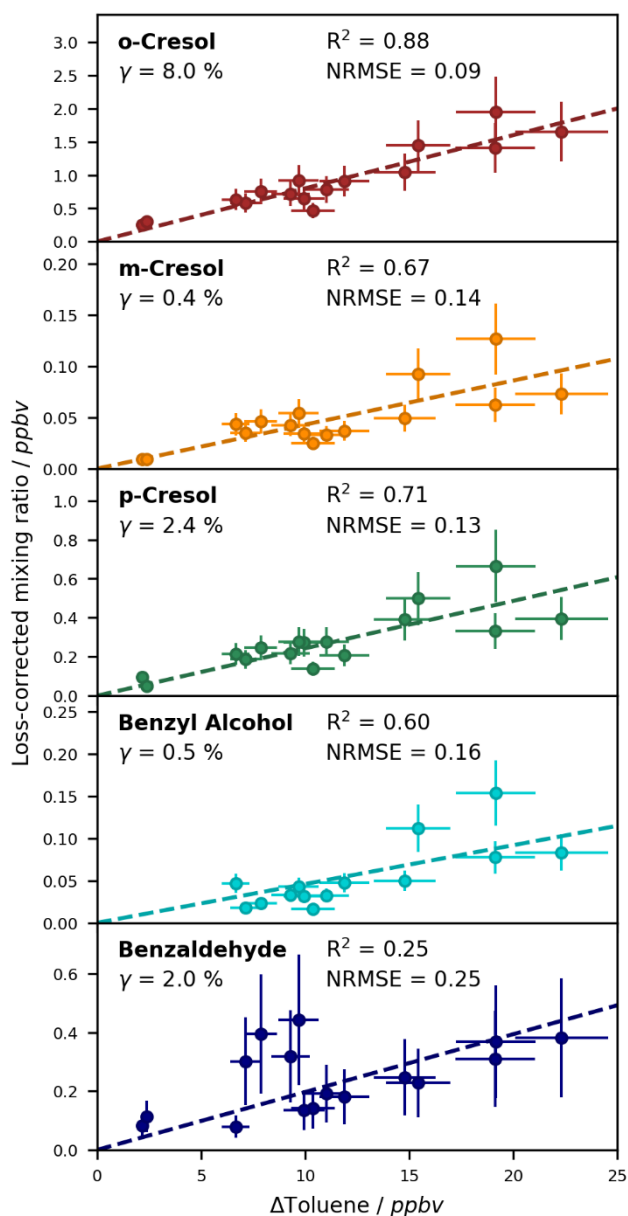 o-Cresol R² = 0.88
γ = 8.0 % NRMSE = 0.09
3.0
2.5
2.0
1.5
1.0
0.5
0.0
m-Cresol R² = 0.67
γ = 0.4 % NRMSE = 0.14
0.20
0.15
0.10
0.05
0.00
p-Cresol R² = 0.71
γ = 2.4 % NRMSE = 0.13
1.0
0.8
0.6
0.4
0.2
0.0
Benzyl Alcohol R² = 0.60
γ = 0.5 % NRMSE = 0.16
0.25
0.20
0.15
0.10
0.05
0.00
Benzaldehyde R² = 0.25
γ = 2.0 % NRMSE = 0.25
0.6
0.4
0.2
0.0
0 5 10 15 20 25
ΔToluene / ppbv
Loss-corrected mixing ratio / ppbv